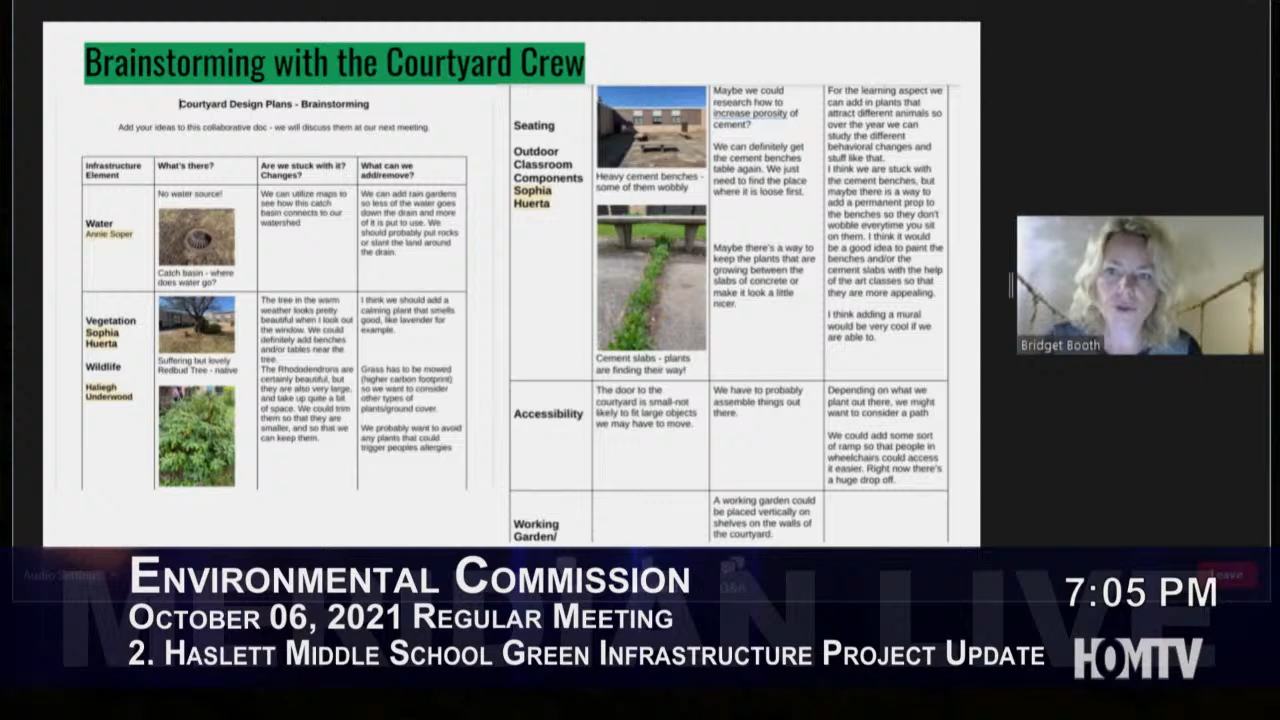 Brainstorming with the Courtyard Crew
Courtyard Design Plans - Brainstorming
Add your ideas to this collaborative doc - we will discuss them at our next meeting.
Infrastructure
Element
What's there?
Are we stuck with it?
Changes?
What can we
add/remove?
Water
Annie Soper
No water source!
Catch basin - where
does water go?
We can utilize maps to
see how this catch
basin connects to our
watershed
We can add rain gardens
so less of the water goes
down the drain and more
of it is put to use. We
should probably put rocks
or slant the land around
the drain.
Vegetation
Sophia
Huerta
Wildlife
Haliegh
Underwood
Suffering but lovely
Redbud Tree - native
The tree in the warm
weather looks pretty
beautiful when I look out
the window. We could
definitely add benches
and/or tables near the
tree.
The Rhododendrons are
certainly beautiful, but
they are also very large,
and take up quite a bit
of space. We could trim
them so that they are
smaller, and so that we
can keep them.
I think we should add a
calming plant that smells
good, like lavender for
example.
Grass has to be mowed
(higher carbon footprint)
so we want to consider
other types of
plants/ground cover.
We probably want to avoid
any plants that could
trigger peoples allergies
Seating
Outdoor
Classroom
Components
Sophia
Huerta
Heavy cement benches -
some of them wobbly
Cement slabs - plants
are finding their way!
Maybe we could
research how to
increase porosity of
cement?
We can definitely get
the cement benches
table again. We just
need to find the place
where it is loose first.
Maybe there's a way to
keep the plants that are
growing between the
slabs of concrete or
make it look a little
nicer.
For the learning aspect we
can add in plants that
attract different animals so
over the year we can
study the different
behavioral changes and
stuff like that.
I think we are stuck with
the cement benches, but
maybe there is a way to
add a permanent prop to
the benches so they don't
wobble everytime you sit
on them. I think it would
be a good idea to paint the
benches and/or the
cement slabs with the help
of the art classes so that
they are more appealing.
I think adding a mural
would be very cool if we
are able to.
Accessibility
The door to the
courtyard is small-not
likely to fit large objects
we may have to move.
We have to probably
assemble things out
there.
Depending on what we
plant out there, we might
want to consider a path
We could add some sort
of ramp so that people in
wheelchairs could access
it easier. Right now there's
a huge drop off.
Working
Garden/
A working garden could
be placed vertically on
shelves on the walls of
the courtyard.
Bridget Booth
Audio Settings
Q&A
Leave
MERIDIAN LIVE
Environmental Commission
October 06, 2021 Regular Meeting
2. Haslett Middle School Green Infrastructure Project Update
7:05 PM
HOMTV